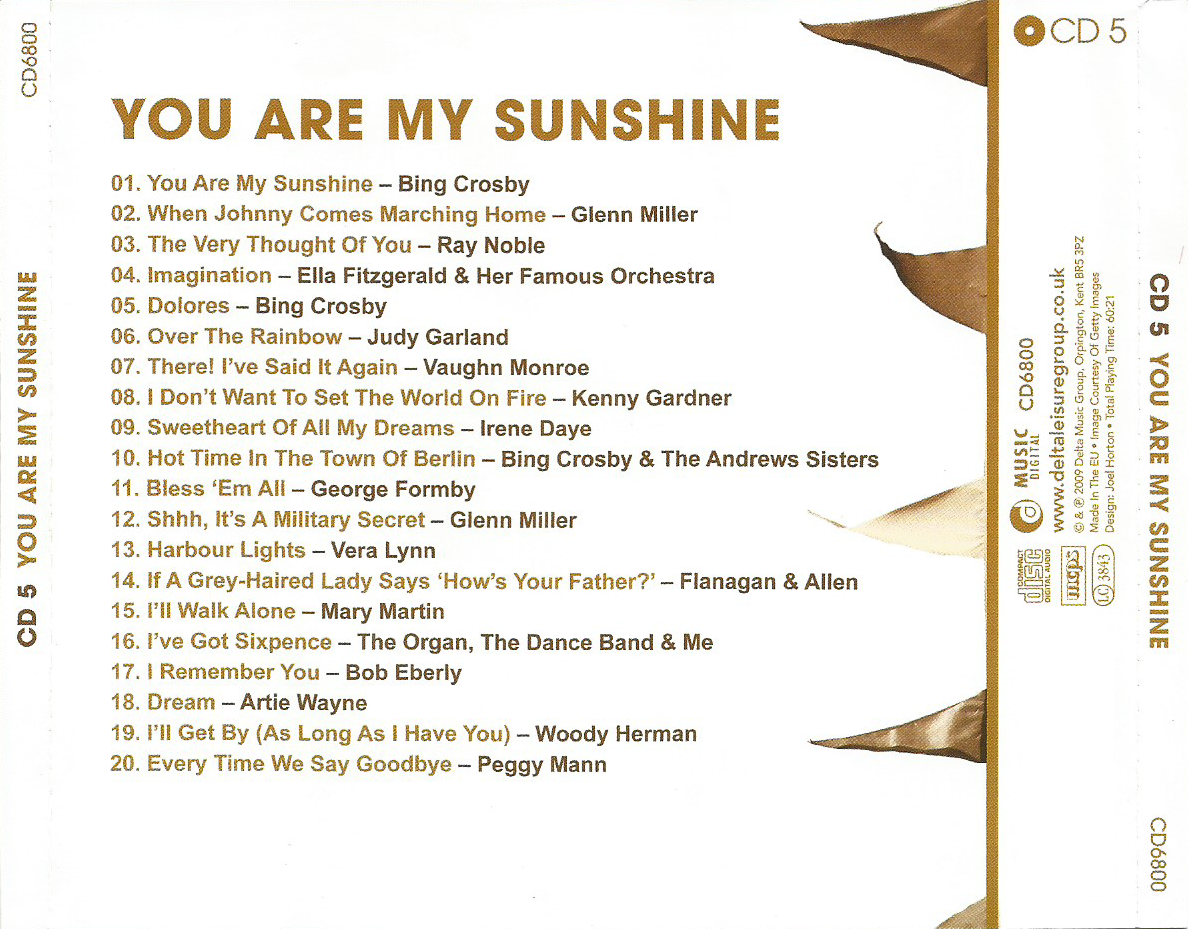 CD6800
CD 5 YOU ARE MY SUNSHINE
YOU ARE MY SUNSHINE
01. You Are My Sunshine – Bing Crosby
02. When Johnny Comes Marching Home – Glenn Miller
03. The Very Thought Of You – Ray Noble
04. Imagination – Ella Fitzgerald & Her Famous Orchestra
05. Dolores – Bing Crosby
06. Over The Rainbow – Judy Garland
07. There! I’ve Said It Again – Vaughn Monroe
08. I Don’t Want To Set The World On Fire – Kenny Gardner
09. Sweetheart Of All My Dreams – Irene Daye
10. Hot Time In The Town Of Berlin – Bing Crosby & The Andrews Sisters
11. Bless ‘Em All – George Formby
12. Shhh, It’s A Military Secret – Glenn Miller
13. Harbour Lights – Vera Lynn
14. If A Grey-Haired Lady Says ‘How’s Your Father?’ – Flanagan & Allen
15. I’ll Walk Alone – Mary Martin
16. I’ve Got Sixpence – The Organ, The Dance Band & Me
17. I Remember You – Bob Eberly
18. Dream – Artie Wayne
19. I’ll Get By (As Long As I Have You) – Woody Herman
20. Every Time We Say Goodbye – Peggy Mann
CD 5
MUSIC CD6800
DIGITAL
www.deltaleisuregroup.co.uk
© & ℗ 2009 Delta Music Group, Orpington, Kent BR5 3PZ
Made In The EU • Image Courtesy Of Getty Images
Design: Joel Horton • Total Playing Time: 60:21
COMPACT
disc
DIGITAL AUDIO
mcps
LC 3843
CD 5 YOU ARE MY SUNSHINE
CD6800